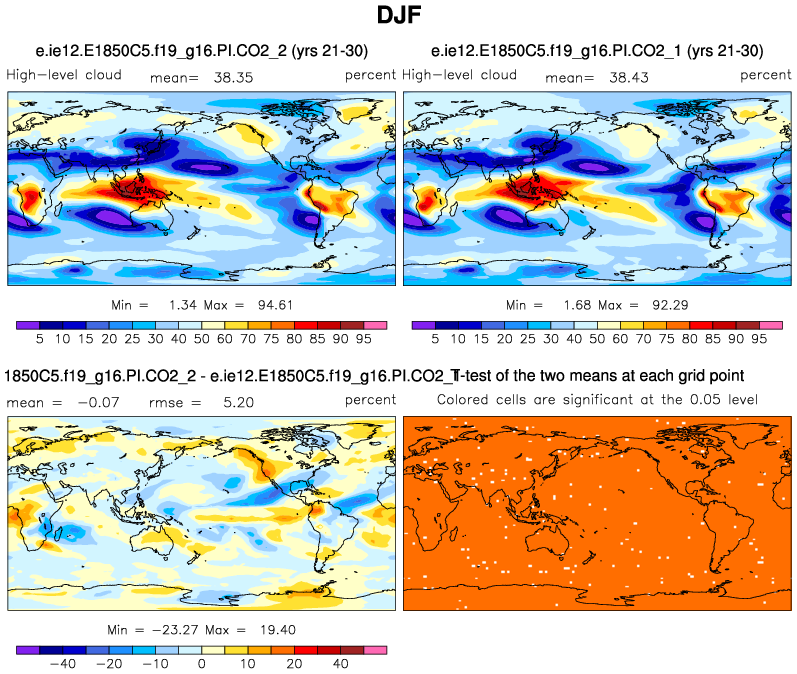 DJF
e.ie12.E1850C5.f19_g16.PI.CO2_2 (yrs 21-30)
High-level cloud mean= 38.35 percent
e.ie12.E1850C5.f19_g16.PI.CO2_1 (yrs 21-30)
High-level cloud mean= 38.43 percent
Min = 1.34 Max = 94.61
5 10 15 20 25 30 40 50 60 70 75 80 85 90 95
Min = 1.68 Max = 92.29
5 10 15 20 25 30 40 50 60 70 75 80 85 90 95
1850C5.f19_g16.PI.CO2_2 - e.ie12.E1850C5.f19_g16.PI.CO2_
mean = -0.07 rmse = 5.20 percent
T-test of the two means at each grid point
Colored cells are significant at the 0.05 level
Min = -23.27 Max = 19.40
-40 -20 -10 0 10 20 40